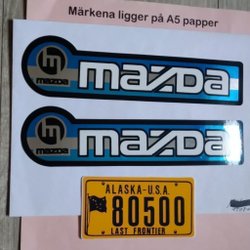 Märkena ligger på A5 papper
mazda
mazda
mazda
mazda
ALASKA-U.S.A.
80500
LAST FRONTIER